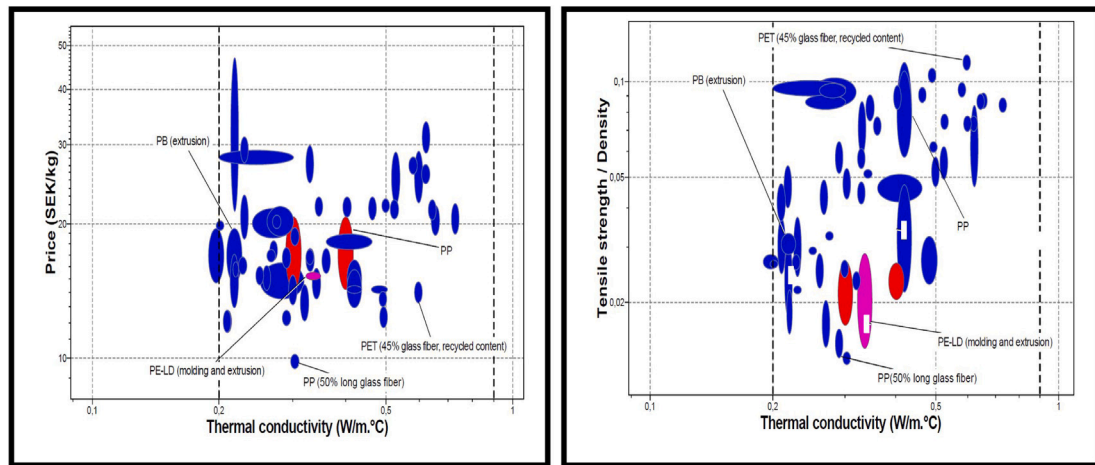 50
40
30
20
10
Price (SEK/kg)
PB (extrusion)
PP
PET (45% glass fiber, recycled content)
PE-LD (molding and extrusion)
PP (50% long glass fiber)
0,1
0,2
0,5
1
Thermal conductivity (W/m.°C)
PET (45% glass fiber, recycled content)
0,1
PB (extrusion)
0,05
PP
0,02
PE-LD (molding and extrusion)
PP(50% long glass fiber)
Tensile strength / Density
0,1
0,2
0,5
1
Thermal conductivity (W/m.°C)